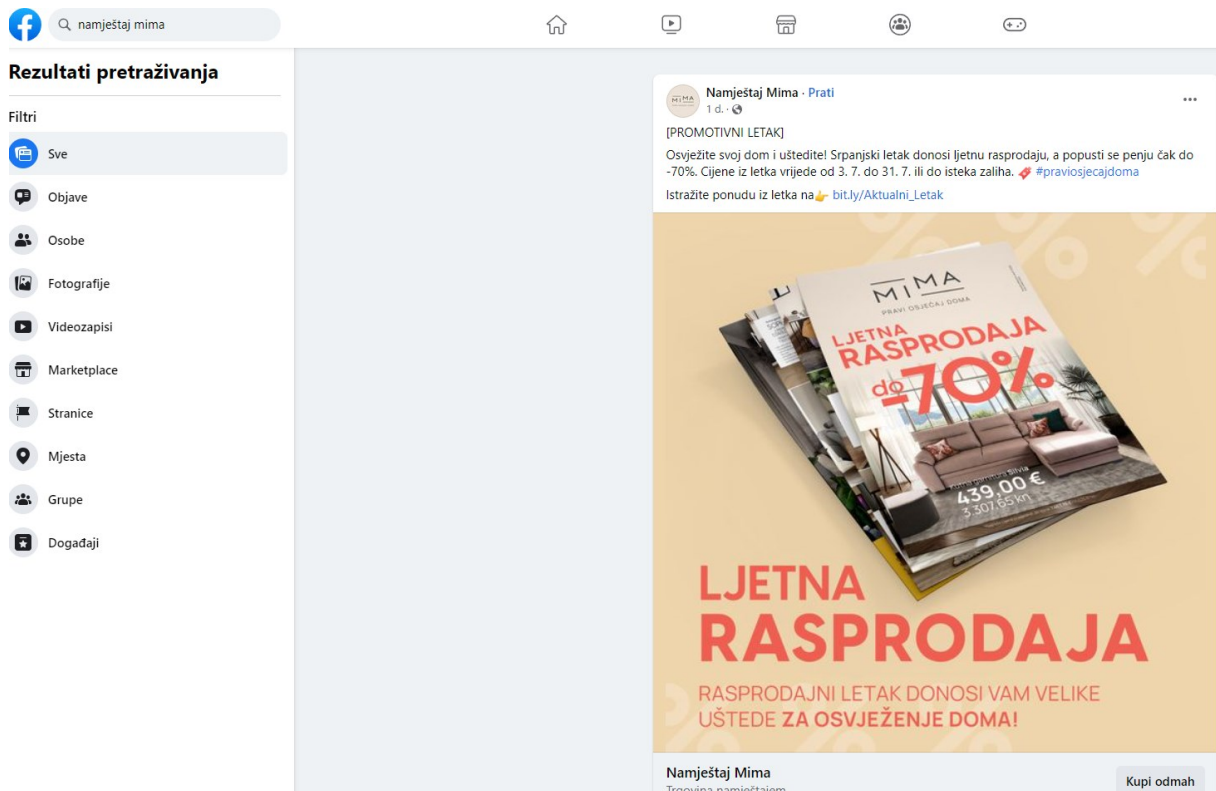 namještaj mima
Rezultati pretraživanja
Filtri
Sve
Objave
Osobe
Fotografije
Videozapisi
Marketplace
Stranice
Mjesta
Grupe
Događaji
MIMA
Namještaj Mima · Prati
1 d. ·
[PROMOTIVNI LETAK]
Osvježite svoj dom i uštedite! Srpanjski letak donosi ljetnu rasprodaju, a popusti se penju čak do
-70%. Cijene iz letka vrijede od 3. 7. do 31. 7. ili do isteka zaliha. #praviosjecajdoma
Istražite ponudu iz letka na bit.ly/Aktualni_Letak
MIMA
PRAVI OSJEĆAJ DOMA
LJETNA
RASPRODAJA
do 70%
Silvia
439,00 €
3.307,65 kn
LJETNA
RASPRODAJA
RASPRODAJNI LETAK DONOSI VAM VELIKE
UŠTEDE ZA OSVJEŽENJE DOMA!
Namještaj Mima
Trgovina namještajem
Kupi odmah